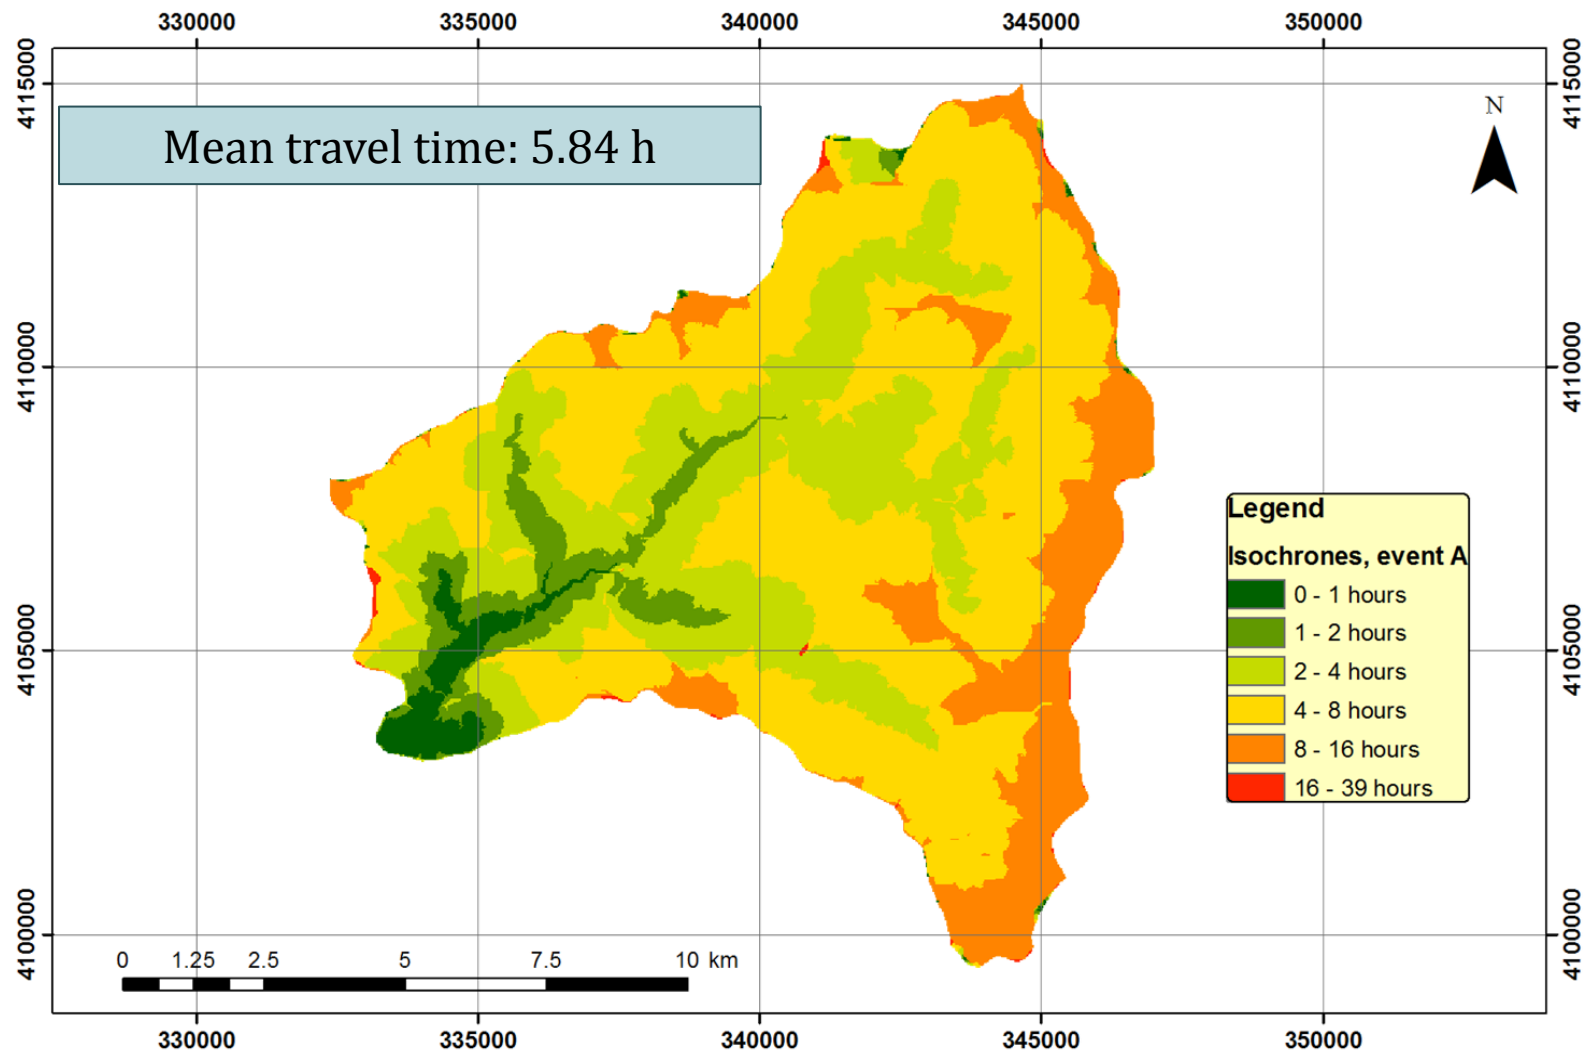 330000 335000 340000 345000 350000
4115000 4115000
Mean travel time: 5.84 h
N
4110000 4110000
Legend
Isochrones, event A
0 - 1 hours
1 - 2 hours
2 - 4 hours
4 - 8 hours
8 - 16 hours
16 - 39 hours
4105000 4105000
4100000 4100000
0 1.25 2.5 5 7.5 10 km
330000 335000 340000 345000 350000